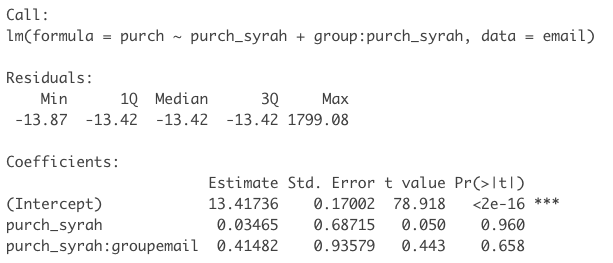 Call:
lm(formula = purch ~ purch_syrah + group:purch_syrah, data = email)
Residuals:
Min 1Q Median 3Q Max
-13.87 -13.42 -13.42 -13.42 1799.08
Coefficients:
Estimate Std. Error t value Pr(>|t|)
(Intercept) 13.41736 0.17002 78.918 <2e-16 ***
purch_syrah 0.03465 0.68715 0.050 0.960
purch_syrah:groupemail 0.41482 0.93579 0.443 0.658